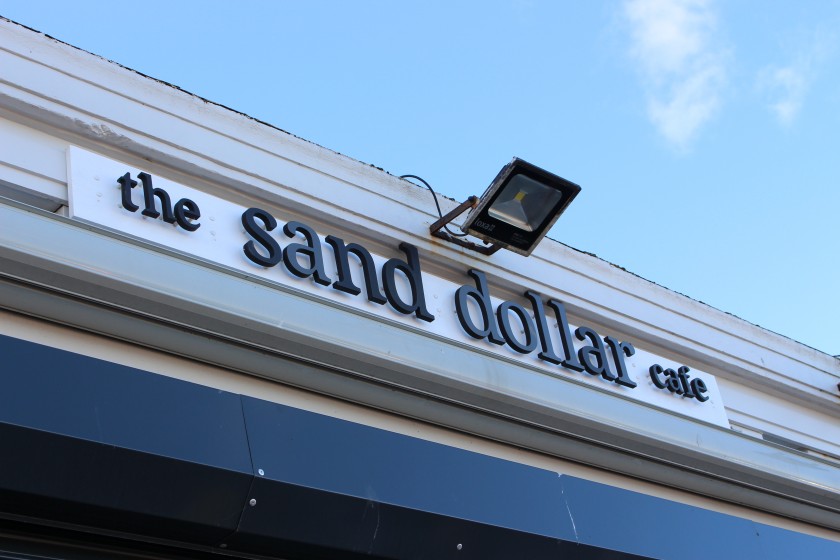 the sand dollar cafe